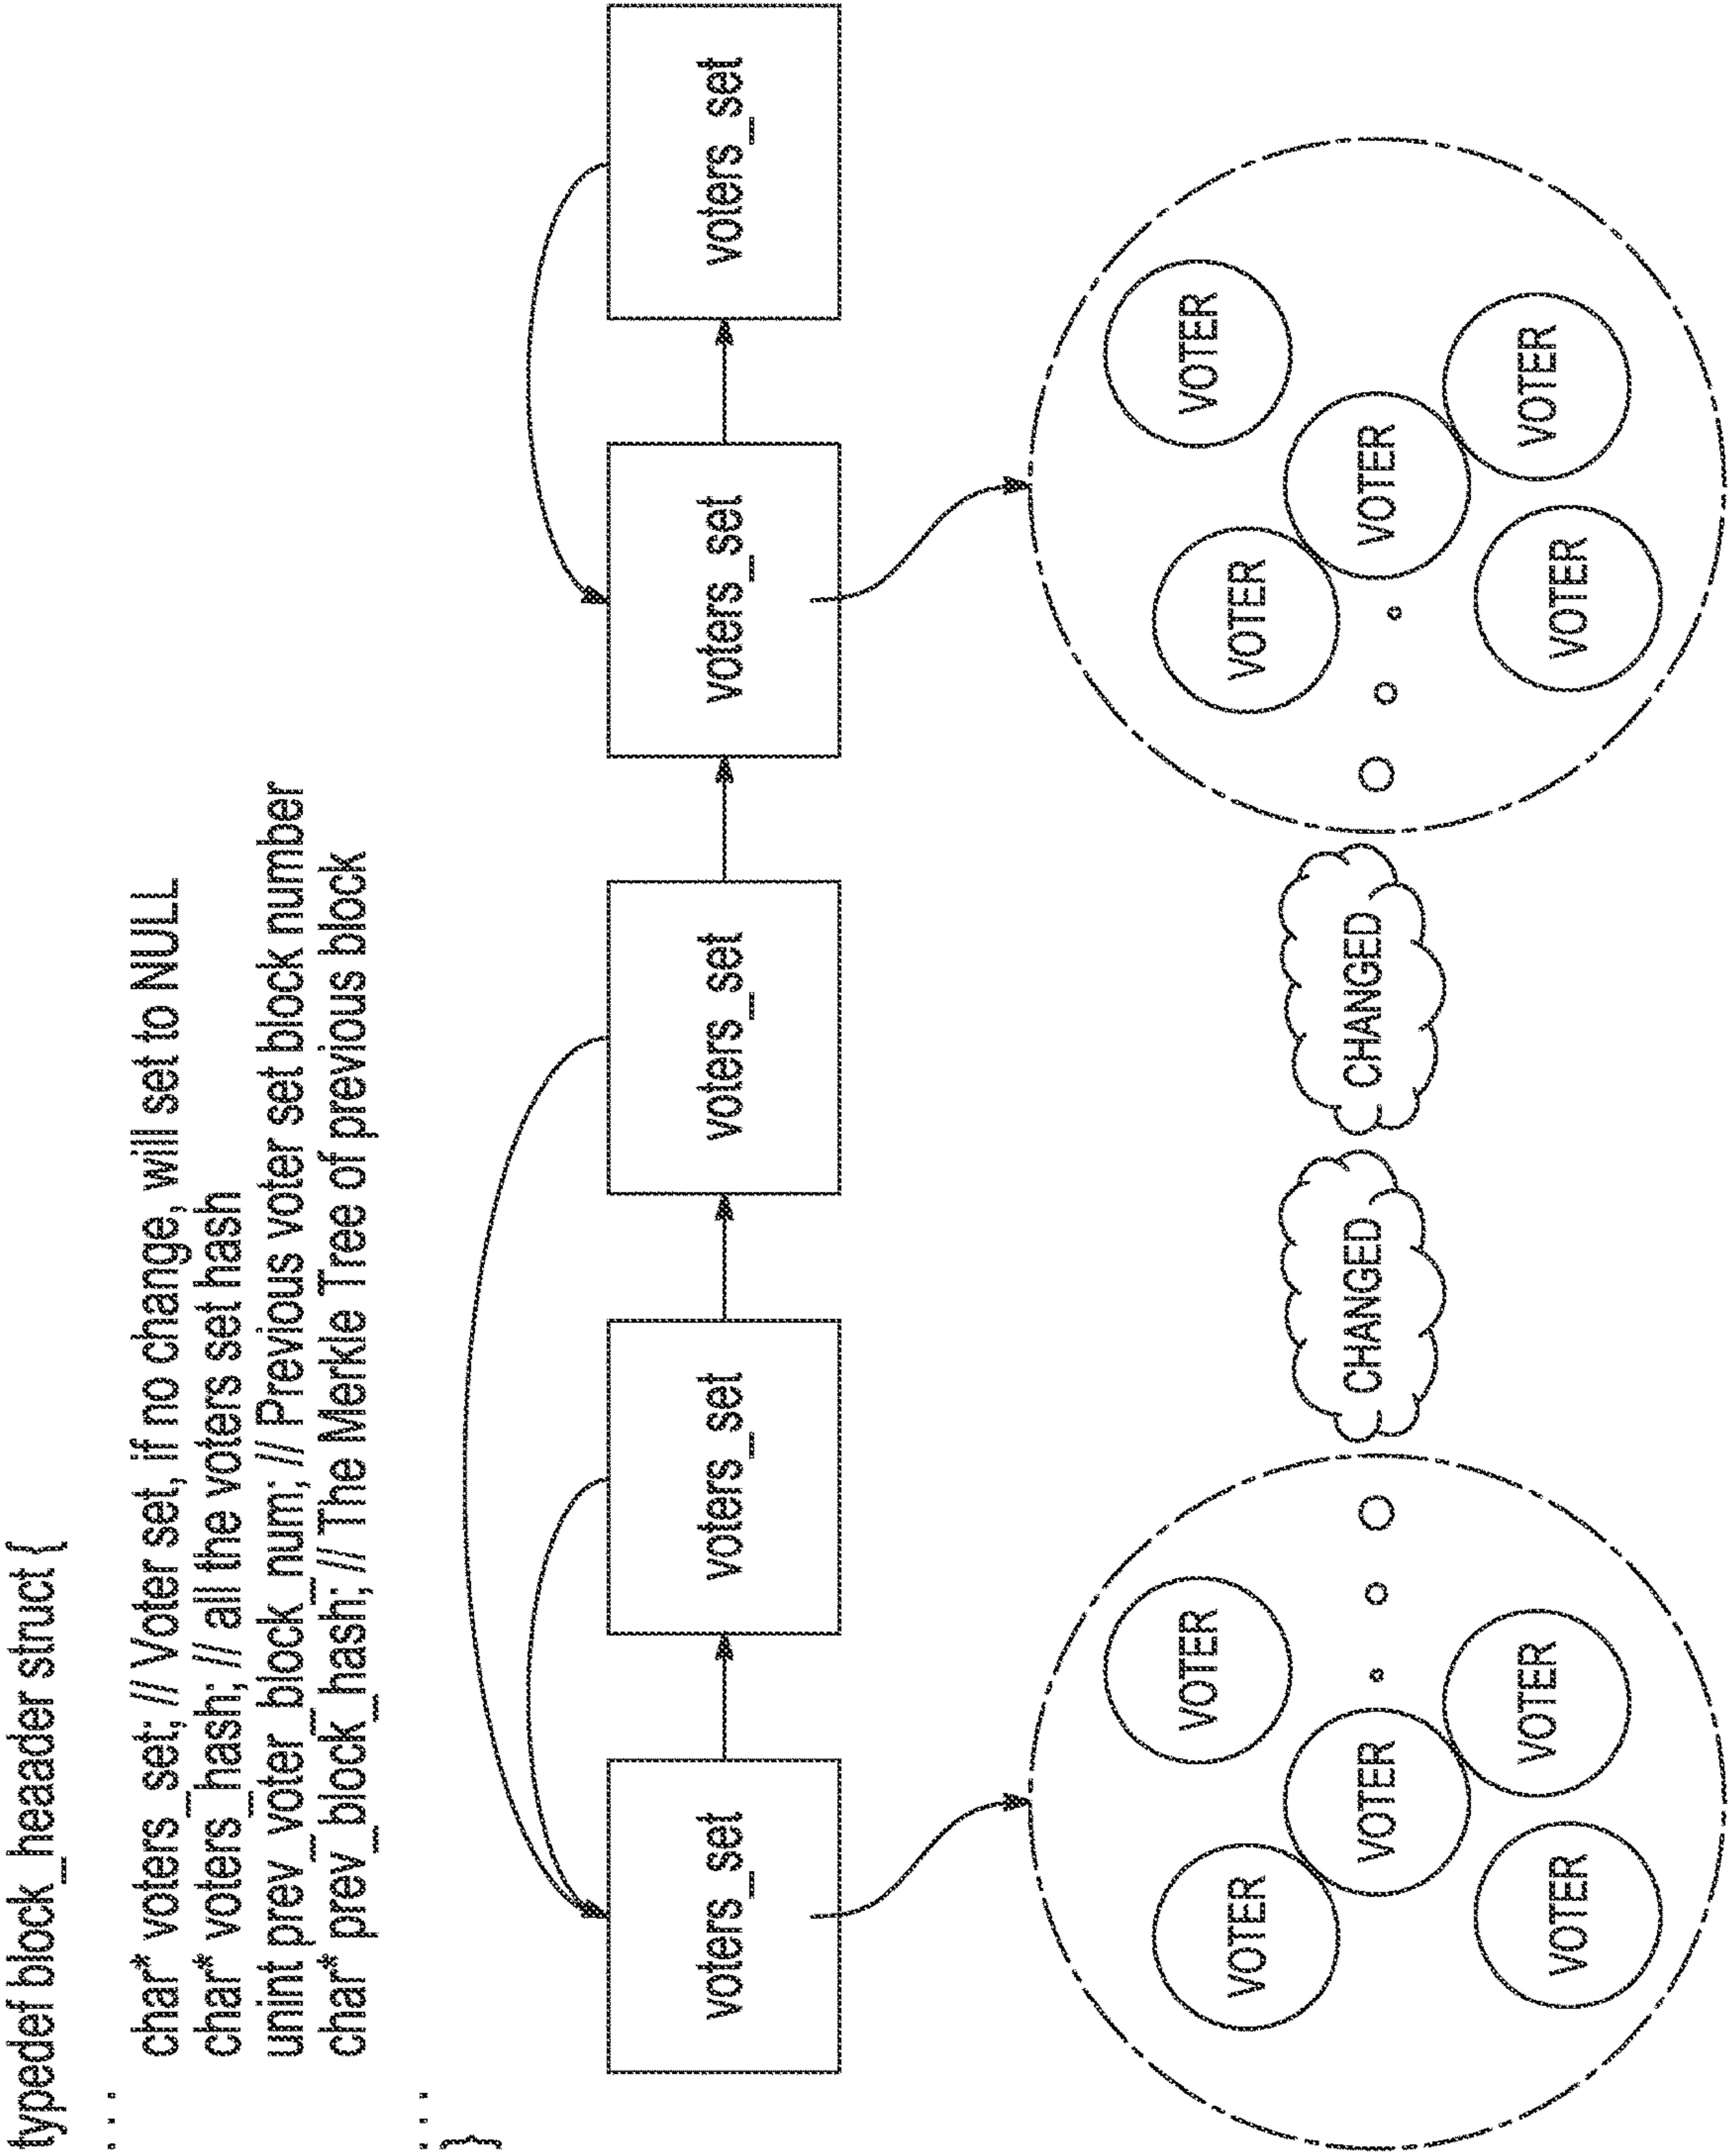 typedef block_header struct {
...
char* voters_set; // Voter set, if no change, will set to NULL
char* voters_hash; // all the voters set hash
unint prev_voter_block_num; // Previous voter set block number
char* prev_block_hash; // The Merkle Tree of previous block
...
}
voters_set
voters_set
voters_set
voters_set
voters_set
VOTER
VOTER
VOTER
VOTER
VOTER
CHANGED
CHANGED
VOTER
VOTER
VOTER
VOTER
VOTER